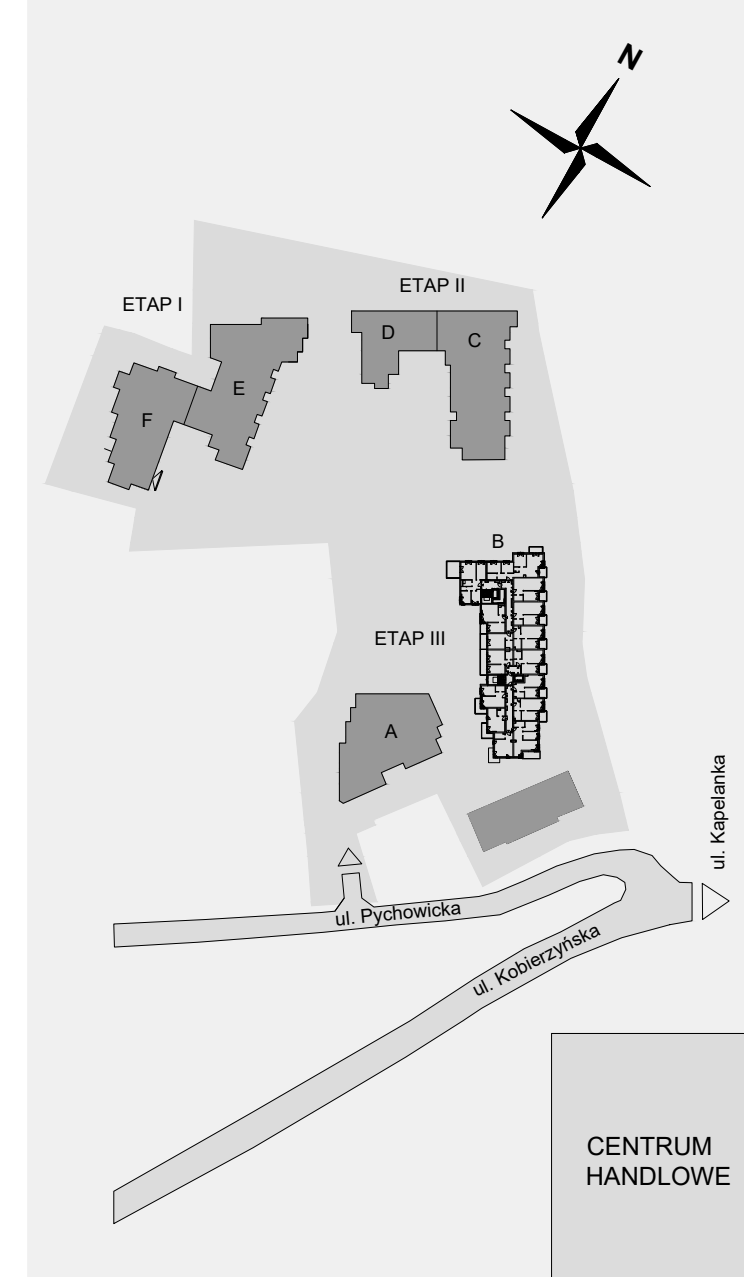 N
ETAP II
ETAP I
D
C
E
F
B
ETAP III
A
ul. Kapelanka
ul. Pychowicka
ul. Kobierzyńska
CENTRUM
HANDLOWE